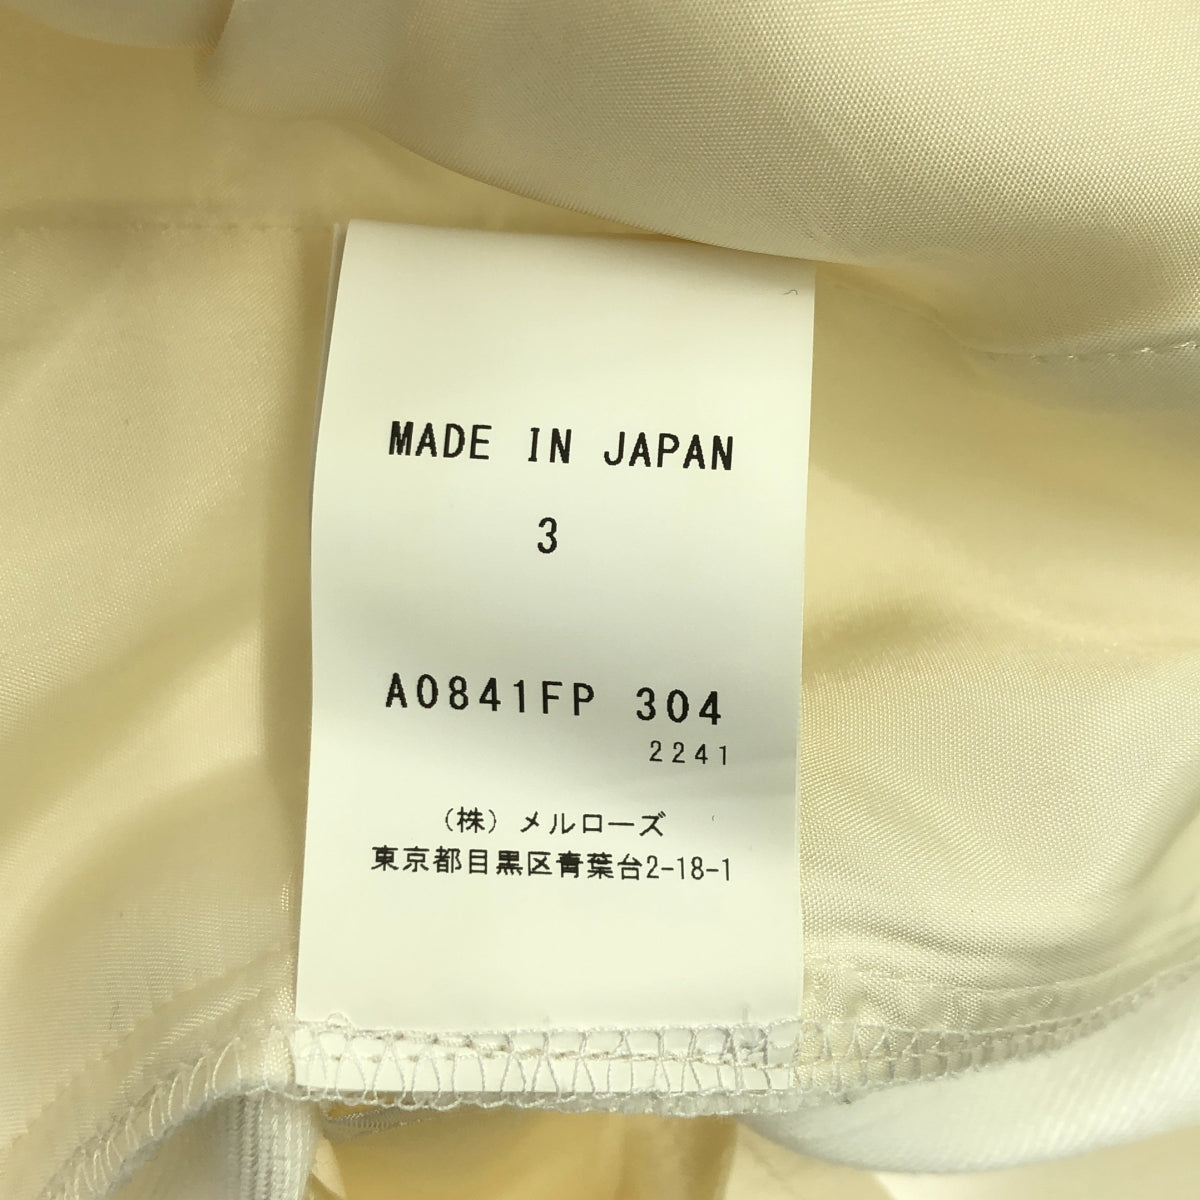 MADE IN JAPAN
3
A0841FP 304
2241
（株）メルローズ
東京都目黒区青葉台2-18-1